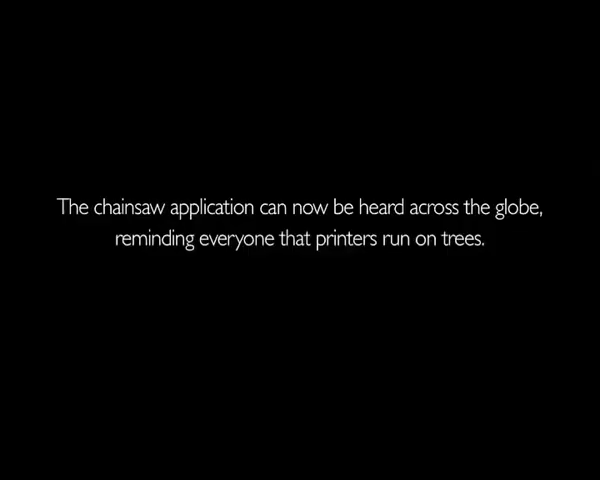 The chainsaw application can now be heard across the globe,
reminding everyone that printers run on trees.